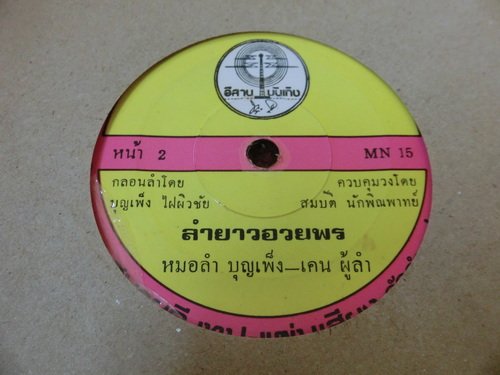 อีสาน บันเทิง
หน้า 2 MN 15
กลอนลำโดย ควบคุมวงโดย
บุญเพ็ง ไฝผิวชัย สมบัติ นักพิณพาทย์
ลำยาวอวยพร
หมอลำ บุญเพ็ง—เคน ผู้ลำ